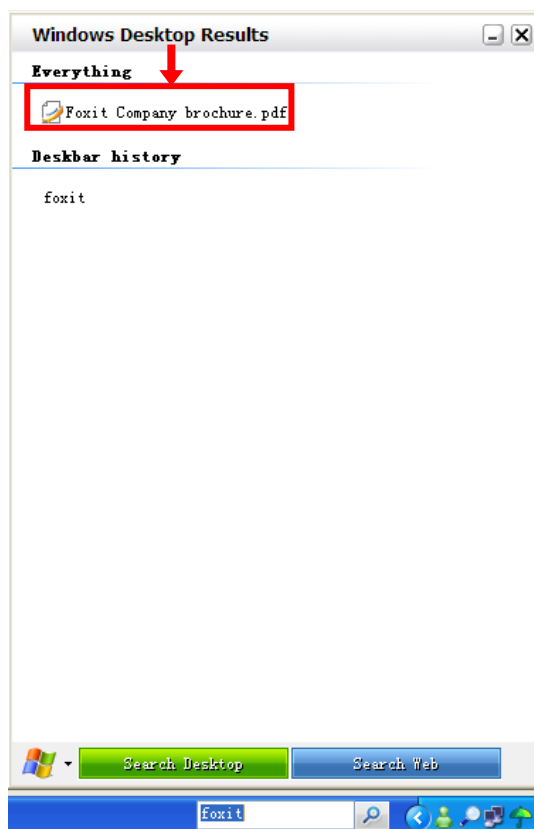 Windows Desktop Results
Everything
Foxit Company brochure.pdf
Deskbar history
foxit
Search Desktop
Search Web
foxit